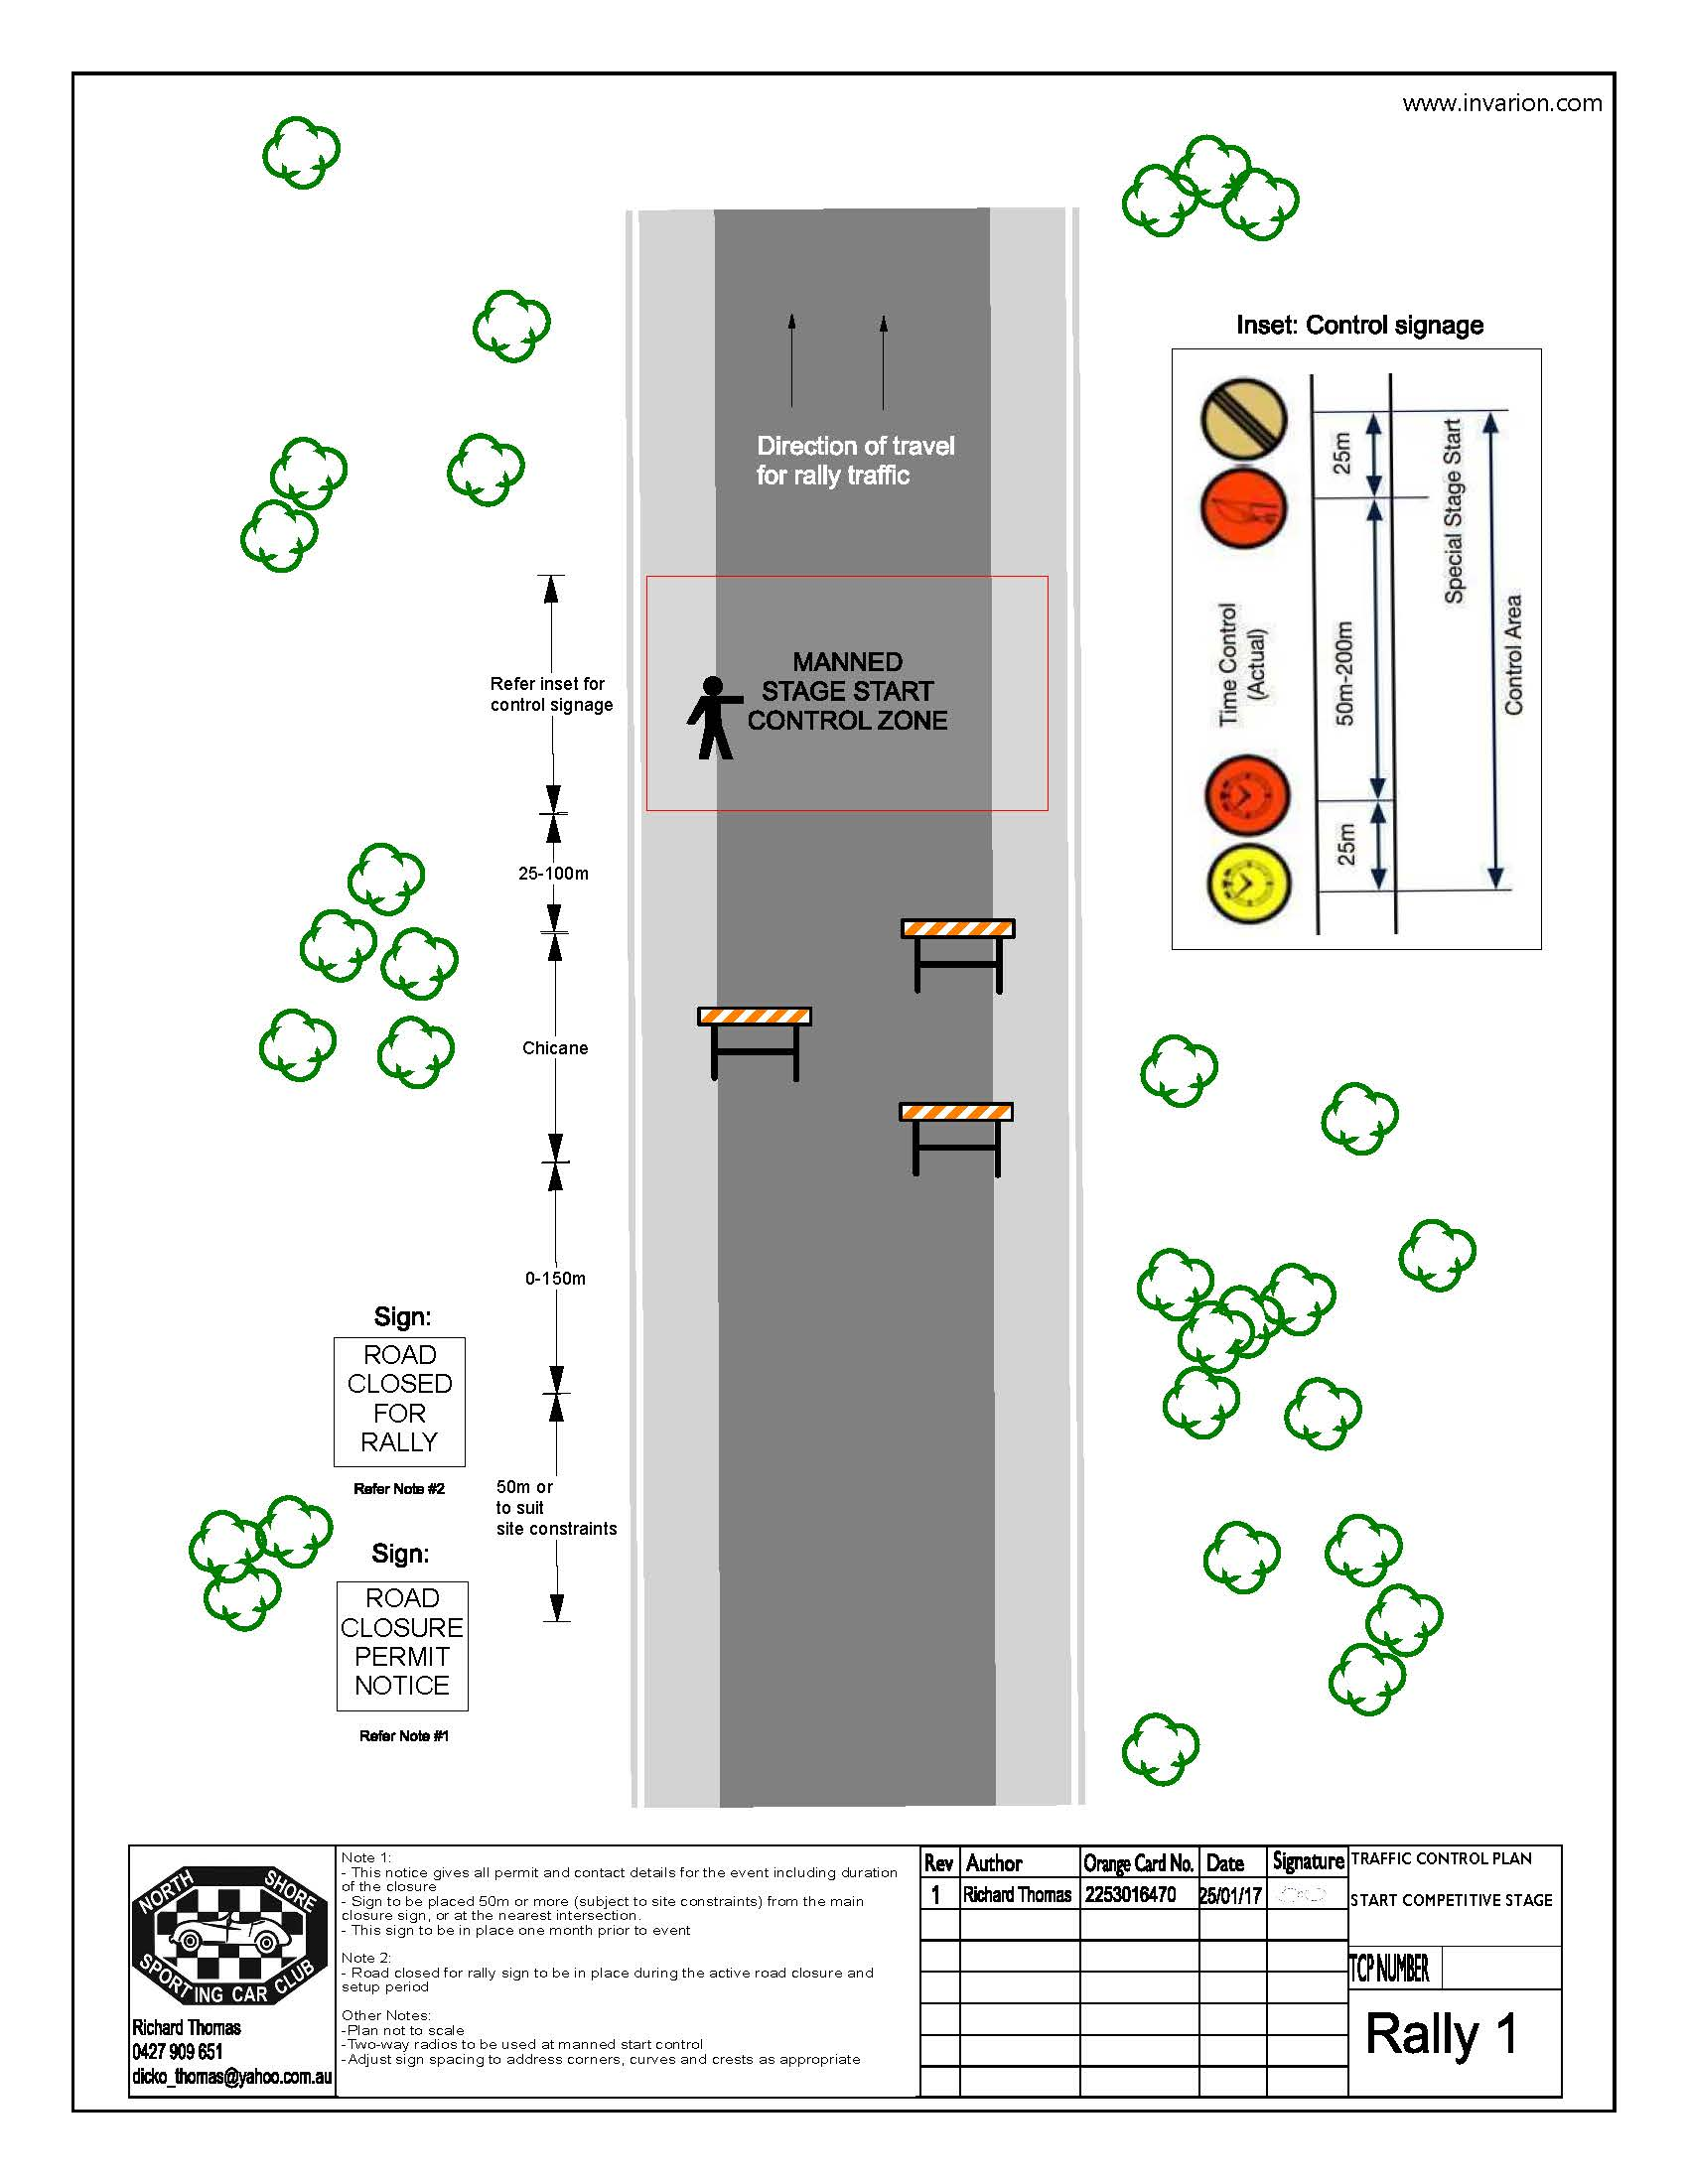 www.invarion.com
Inset: Control signage
Direction of travel
for rally traffic
25m
Special Stage Start
Time Control
(Actual)
50m-200m
Control Area
25m
MANNED
STAGE START
CONTROL ZONE
Refer inset for
control signage
25-100m
Chicane
0-150m
Sign:
ROAD
CLOSED
FOR
RALLY
Refer Note #2
50m or
to suit
site constraints
Sign:
ROAD
CLOSURE
PERMIT
NOTICE
Refer Note #1
NORTH SHORE
SPORTING CAR CLUB
Richard Thomas
0427 909 651
dicko_thomas@yahoo.com.au
Note 1:
- This notice gives all permit and contact details for the event including duration
of the closure
- Sign to be placed 50m or more (subject to site constraints) from the main
closure sign, or at the nearest intersection.
- This sign to be in place one month prior to event
Note 2:
- Road closed for rally sign to be in place during the active road closure and
setup period
Other Notes:
-Plan not to scale
-Two-way radios to be used at manned start control
-Adjust sign spacing to address corners, curves and crests as appropriate
Rev Author Orange Card No. Date Signature
1 Richard Thomas 2253016470 25/01/17
TRAFFIC CONTROL PLAN
START COMPETITIVE STAGE
TCP NUMBER
Rally 1